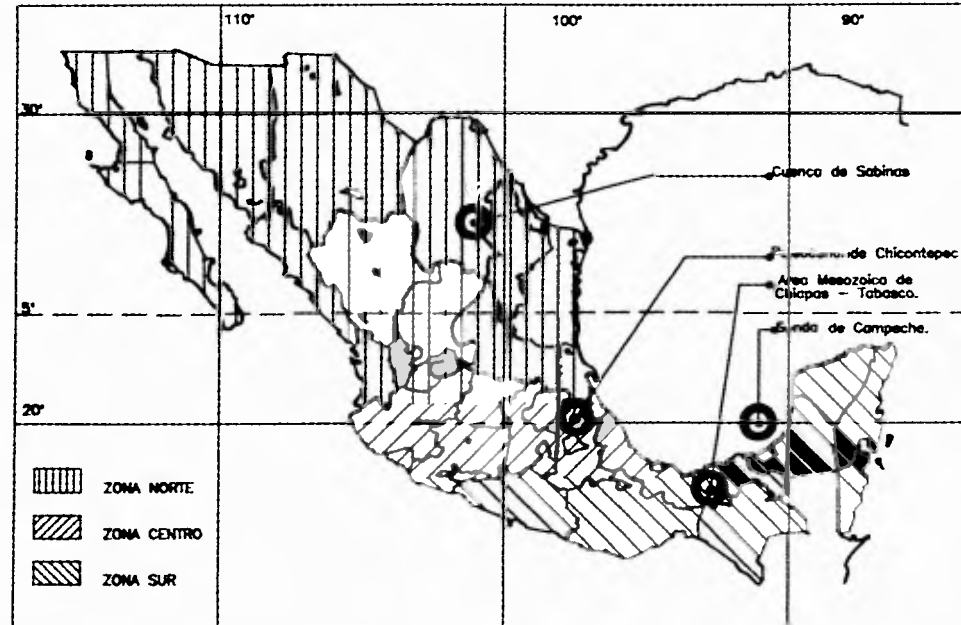 110°
100°
90°
30°
Cuenca de Sabinas
de Chicontepec
Area Mesozoica de
Chiapas – Tabasco.
5'
de Campeche.
20°
ZONA NORTE
ZONA CENTRO
ZONA SUR